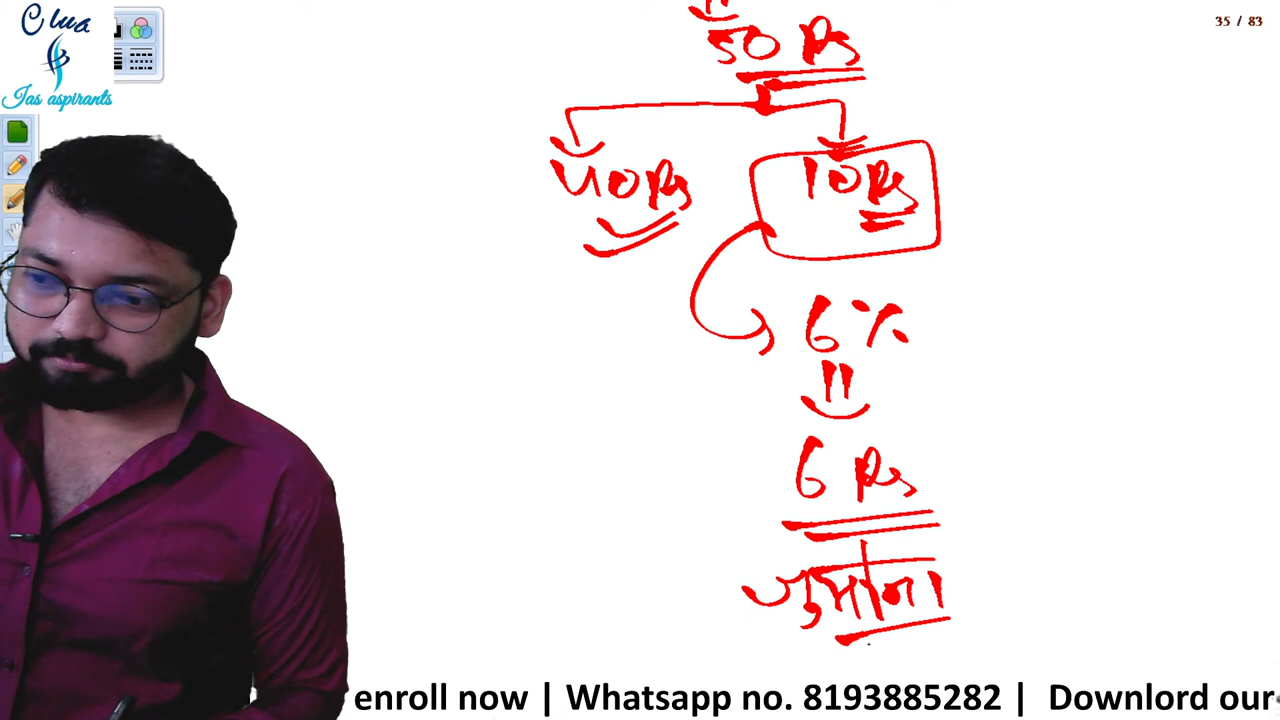 Clua
Ias aspirants
35 / 83
50 Rs
40 Rs
10 Rs
6%
6 Rs
जुर्माना
enroll now | Whatsapp no. 8193885282 | Downlord our